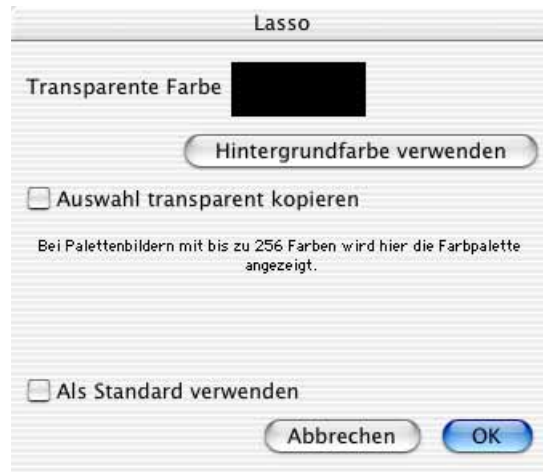 Lasso
Transparente Farbe
Hintergrundfarbe verwenden
Auswahl transparent kopieren
Bei Palettenbildern mit bis zu 256 Farben wird hier die Farbpalette
angezeigt.
Als Standard verwenden
Abbrechen OK